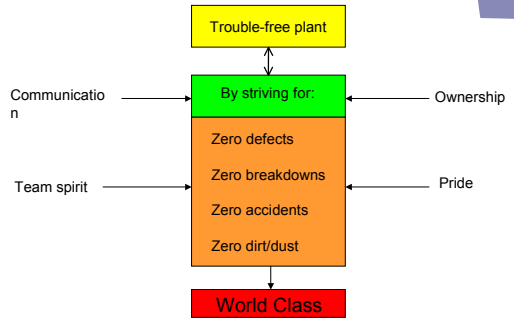 Trouble-free plant
By striving for:
Communicatio
n
Ownership
Zero defects
Zero breakdowns
Team spirit
Pride
Zero accidents
Zero dirt/dust
World Class